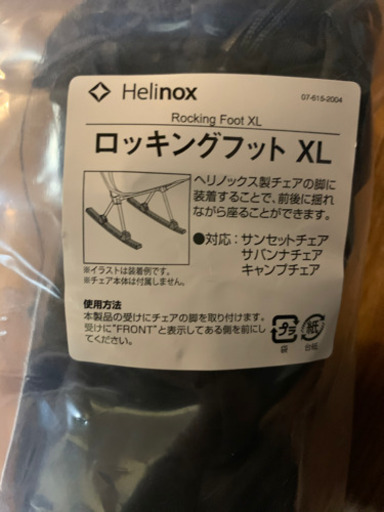 Helinox
07-615-2004
Rocking Foot XL
ロッキングフット XL
ヘリノックス製チェアの脚に
装着することで、前後に揺れ
ながら座ることができます。
●対応：サンセットチェア
サバンナチェア
キャンプチェア
※イラストは装着例です。
※チェア本体は付属しません。
使用方法
本製品の受けにチェアの脚を取り付けます。
受けに"FRONT"と表示してある側を前にし
てください。
プラ
袋
紙
台紙